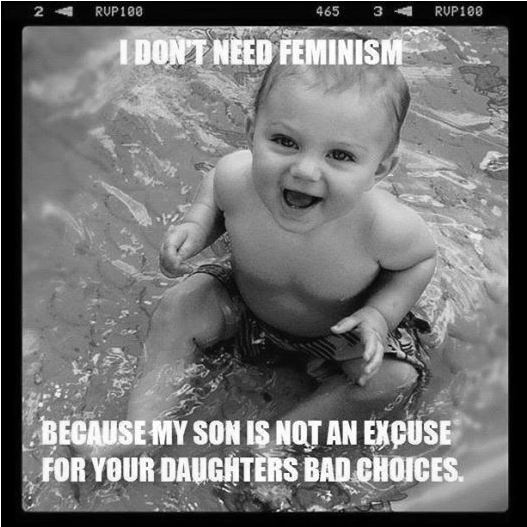 2 ◄ RVP100 465 3 ◄ RVP100
I DON'T NEED FEMINISM
BECAUSE MY SON IS NOT AN EXCUSE
FOR YOUR DAUGHTERS BAD CHOICES.